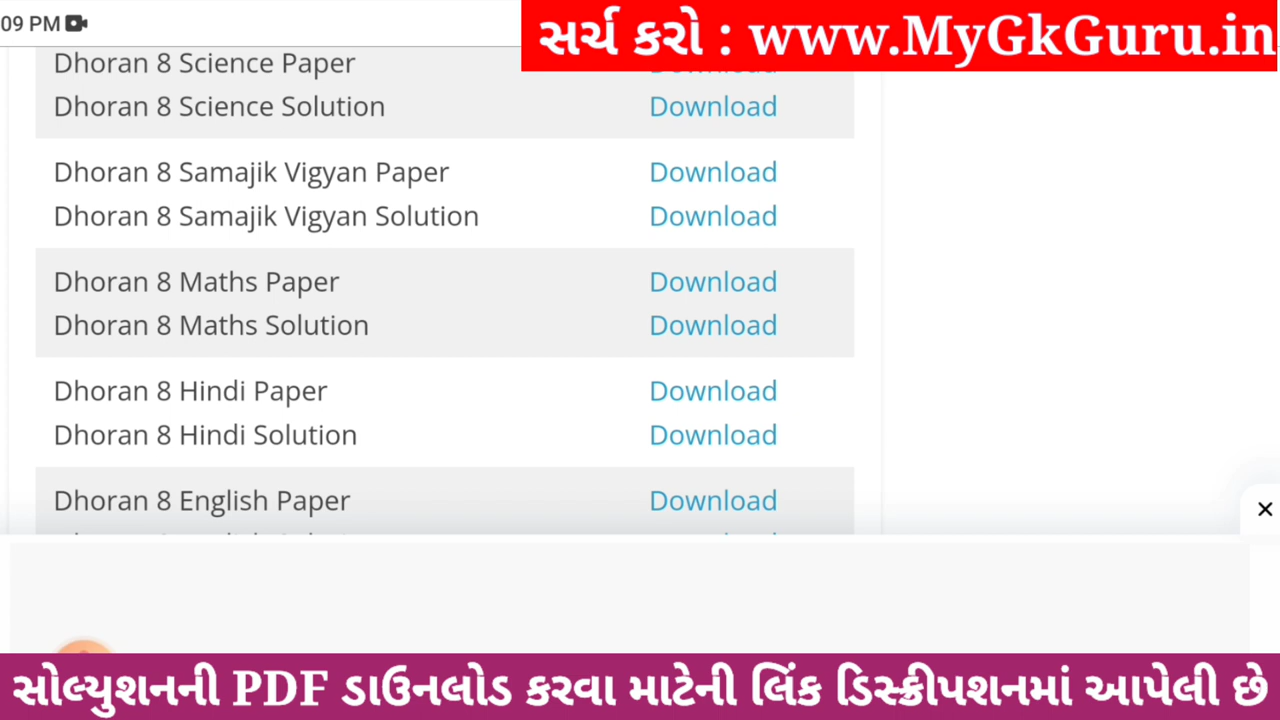 09 PM
સર્ચ કરો : www.MyGkGuru.in
Dhoran 8 Science Paper
Dhoran 8 Science Solution Download
Dhoran 8 Samajik Vigyan Paper Download
Dhoran 8 Samajik Vigyan Solution Download
Dhoran 8 Maths Paper Download
Dhoran 8 Maths Solution Download
Dhoran 8 Hindi Paper Download
Dhoran 8 Hindi Solution Download
Dhoran 8 English Paper Download
સોલ્યુશનની PDF ડાઉનલોડ કરવા માટેની લિંક ડિસ્ક્રીપશનમાં આપેલી છે